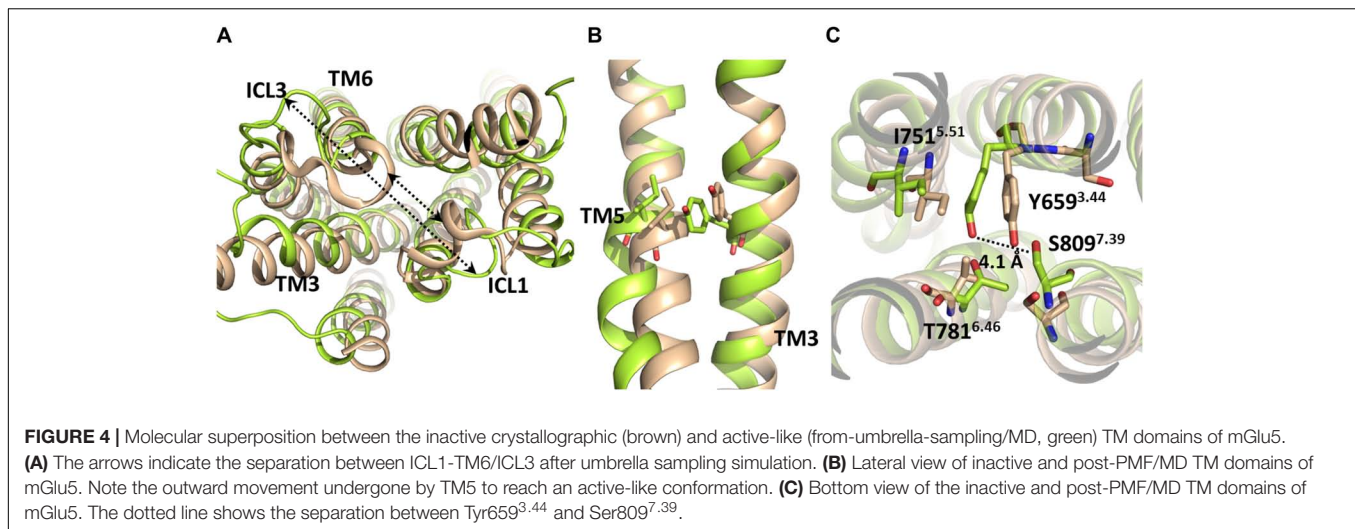 A
B
C
ICL3
TM6
TM3
ICL1
TM5
TM3
I751^5.51
Y659^3.44
S809^7.39
4.1 Å
T781^6.46
FIGURE 4 | Molecular superposition between the inactive crystallographic (brown) and active-like (from-umbrella-sampling/MD, green) TM domains of mGlu5.
(A) The arrows indicate the separation between ICL1-TM6/ICL3 after umbrella sampling simulation. (B) Lateral view of inactive and post-PMF/MD TM domains of
mGlu5. Note the outward movement undergone by TM5 to reach an active-like conformation. (C) Bottom view of the inactive and post-PMF/MD TM domains of
mGlu5. The dotted line shows the separation between Tyr659^3.44 and Ser809^7.39.